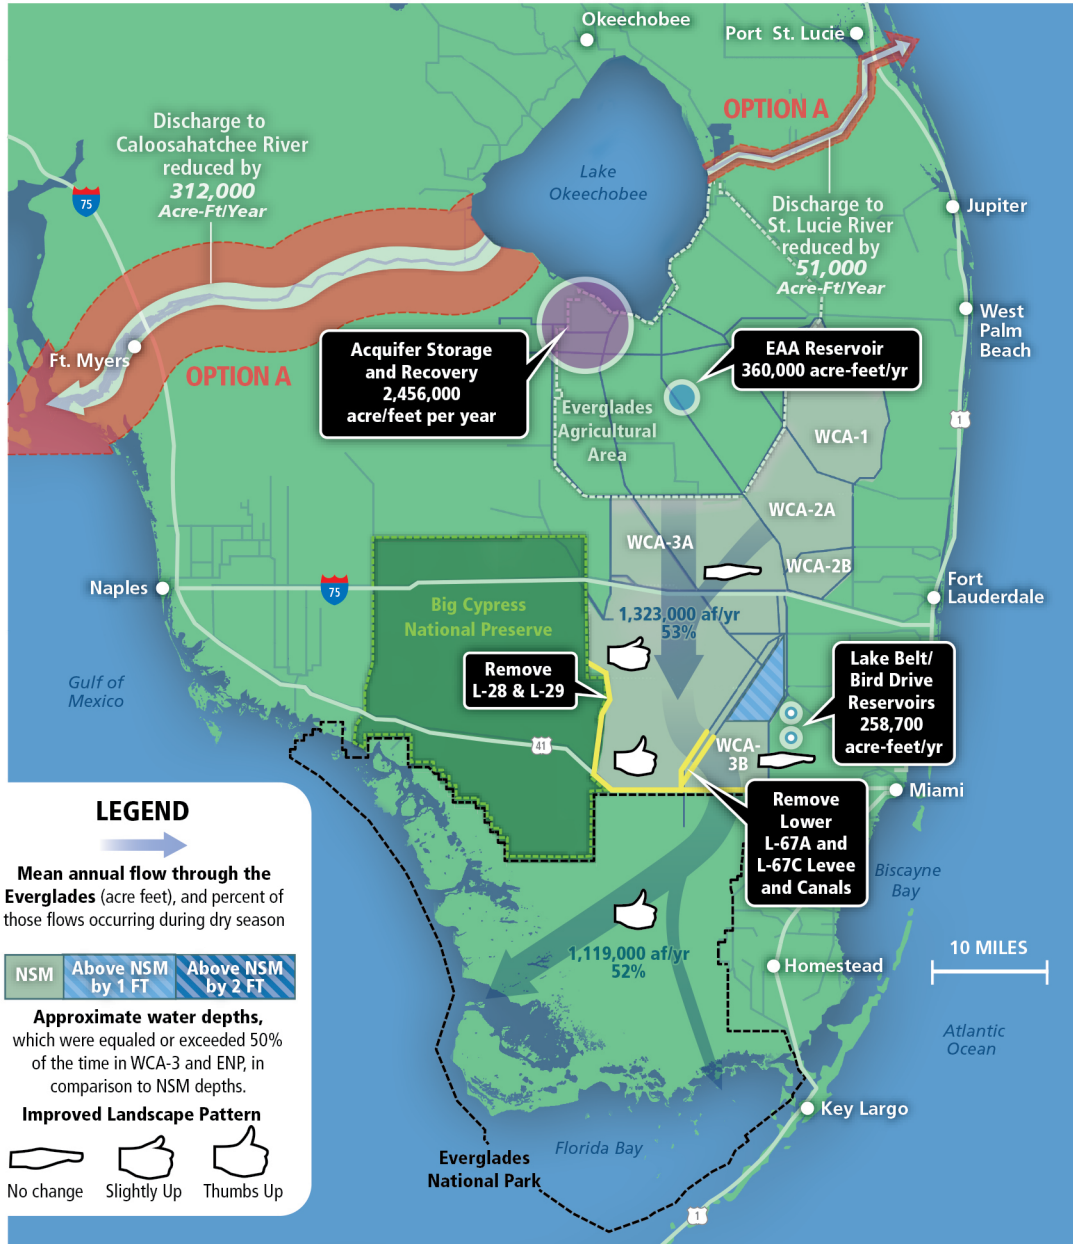 Okeechobee
Port St. Lucie
OPTION A
Discharge to
Caloosahatchee River
reduced by
312,000
Acre-Ft/Year
75
Lake
Okeechobee
Discharge to
St. Lucie River
reduced by
51,000
Acre-Ft/Year
Jupiter
West
Palm
Beach
Ft. Myers
OPTION A
Acquifer Storage
and Recovery
2,456,000
acre/feet per year
EAA Reservoir
360,000 acre-feet/yr
Everglades
Agricultural
Area
WCA-1
1
WCA-2A
WCA-3A
WCA-2B
Naples
75
Fort
Lauderdale
Big Cypress
National Preserve
1,323,000 af/yr
53%
Remove
L-28 & L-29
Lake Belt/
Bird Drive
Reservoirs
258,700
acre-feet/yr
Gulf of
Mexico
41
WCA-
3B
Miami
Remove
Lower
L-67A and
L-67C Levee
and Canals
Biscayne
Bay
1,119,000 af/yr
52%
Homestead
10 MILES
Atlantic
Ocean
Key Largo
Florida Bay
Everglades
National Park
1
LEGEND
Mean annual flow through the
Everglades (acre feet), and percent of
those flows occurring during dry season
NSM
Above NSM
by 1 FT
Above NSM
by 2 FT
Approximate water depths,
which were equaled or exceeded 50%
of the time in WCA-3 and ENP, in
comparison to NSM depths.
Improved Landscape Pattern
No change
Slightly Up
Thumbs Up